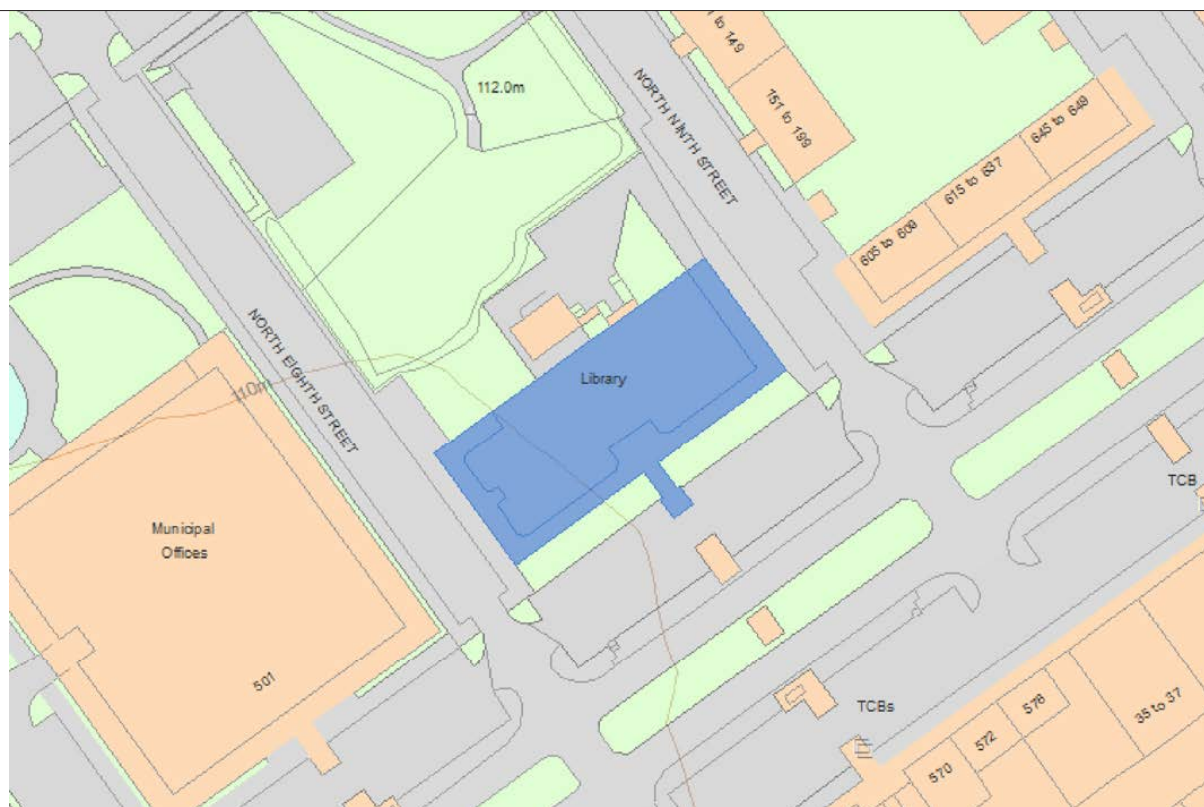 151 to 199
112.0m
NORTH NINTH STREET
645 to 649
615 to 637
605 to 609
Library
NORTH EIGHTH STREET
110m
TCB
Municipal
Offices
501
TCBs
578
572
570
35 to 37